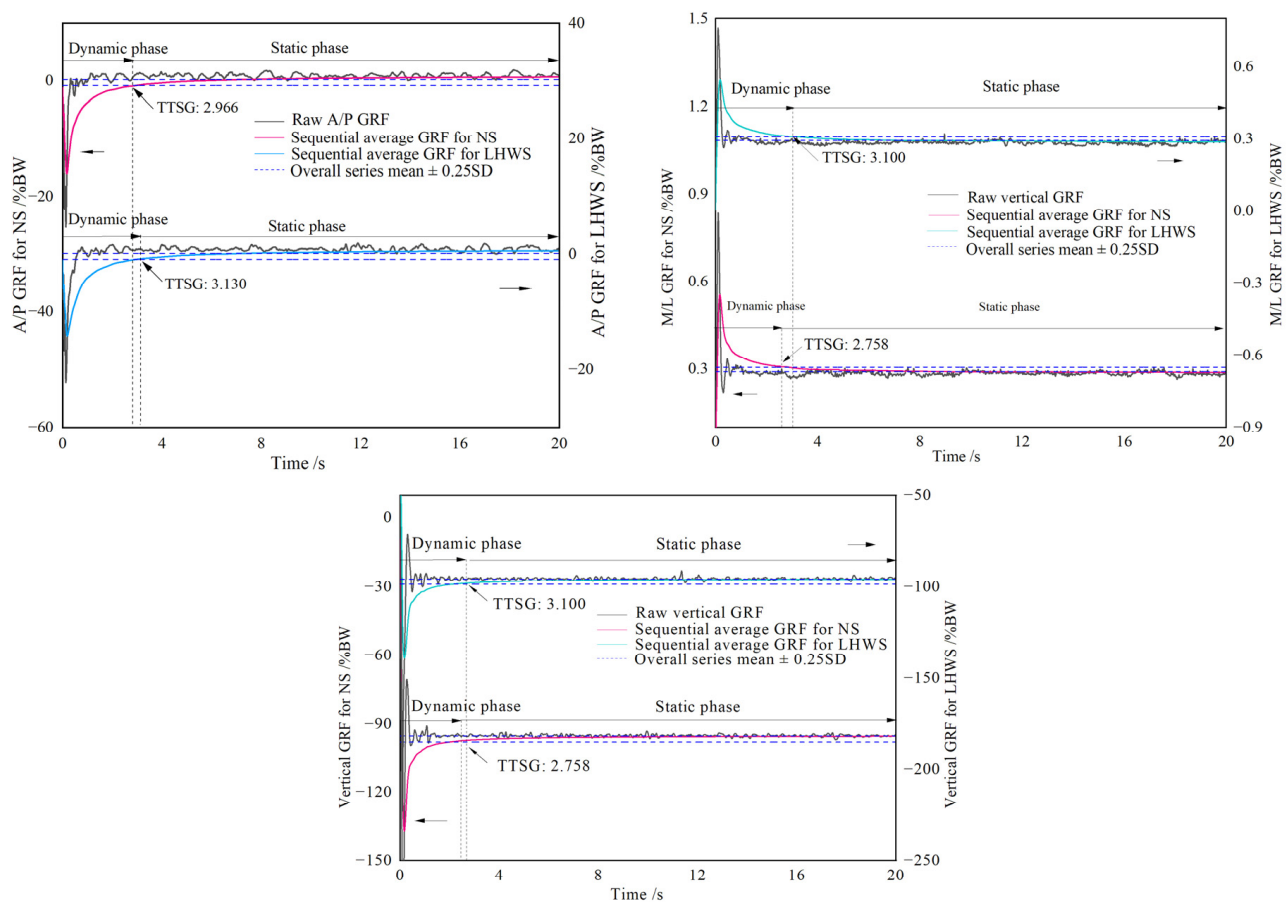 40
0
−20
−40
−60
A/P GRF for NS /%BW
Dynamic phase
Static phase
TTSG: 2.966
Raw A/P GRF
Sequential average GRF for NS
Sequential average GRF for LHWS
Overall series mean ± 0.25SD
Dynamic phase
Static phase
TTSG: 3.130
20
0
−20
A/P GRF for LHWS /%BW
0
4
8
12
16
20
Time /s
1.5
1.2
0.9
0.6
0.3
M/L GRF for NS /%BW
Dynamic phase
Static phase
TTSG: 3.100
Raw vertical GRF
Sequential average GRF for NS
Sequential average GRF for LHWS
Overall series mean ± 0.25SD
Dynamic phase
Static phase
TTSG: 2.758
0.6
0.3
0.0
−0.3
−0.6
−0.9
M/L GRF for LHWS /%BW
0
4
8
12
16
20
Time /s
0
−30
−60
−90
−120
−150
Vertical GRF for NS /%BW
Dynamic phase
Static phase
TTSG: 3.100
Raw vertical GRF
Sequential average GRF for NS
Sequential average GRF for LHWS
Overall series mean ± 0.25SD
Dynamic phase
Static phase
TTSG: 2.758
−50
−100
−150
−200
−250
Vertical GRF for LHWS /%BW
0
4
8
12
16
20
Time /s